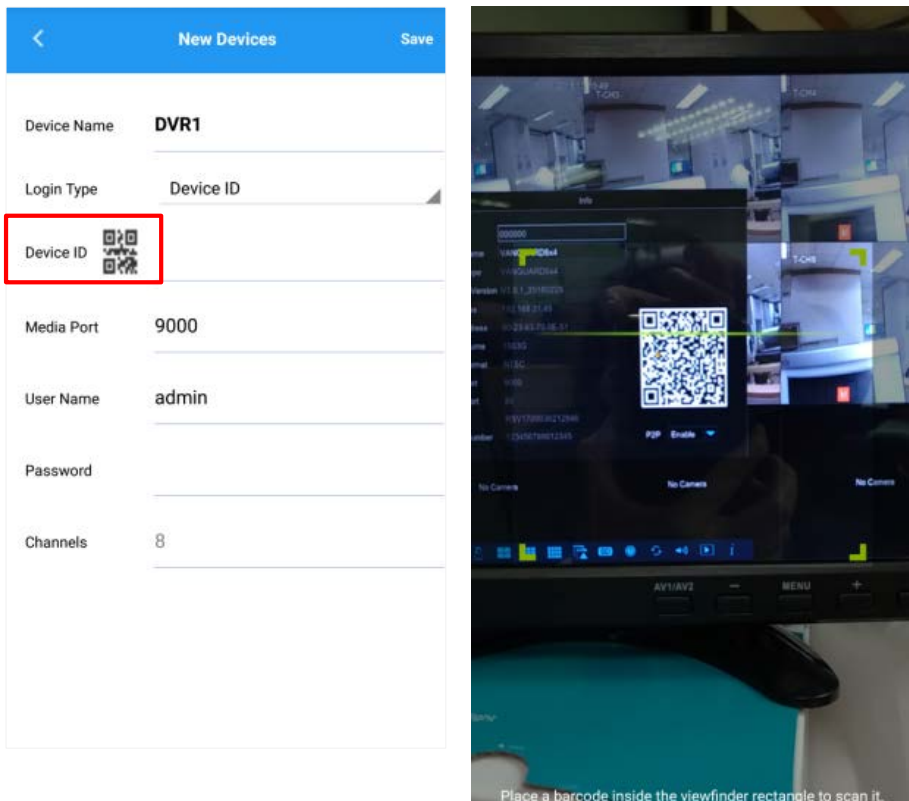 New Devices
Save
Device Name
DVR1
Login Type
Device ID
Device ID
Media Port
9000
User Name
admin
Password
Channels
8
T-CH3
T-CH4
Info
000000
T-CH6
P2P Enable
No Camera
No Camera
No Camera
AV1/AV2
MENU
Place a barcode inside the viewfinder rectangle to scan it.